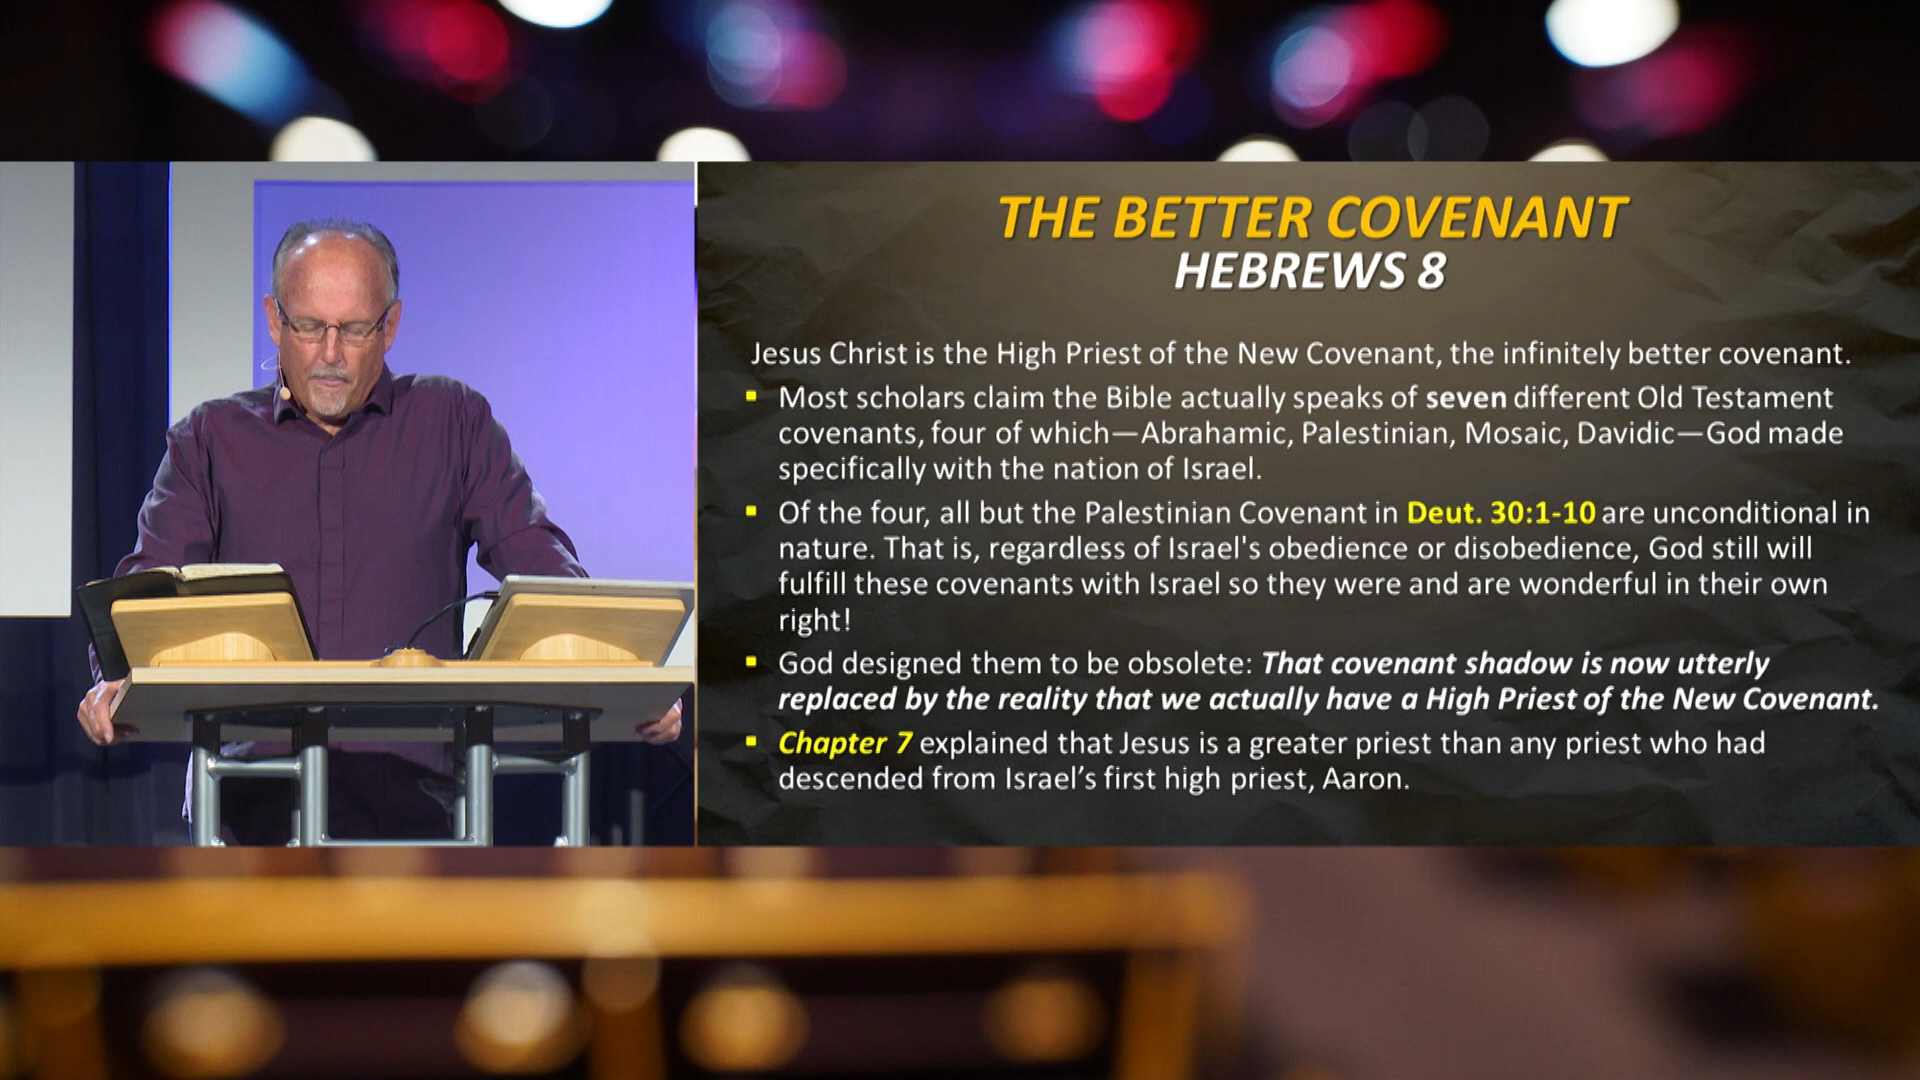 THE BETTER COVENANT
HEBREWS 8
Jesus Christ is the High Priest of the New Covenant, the infinitely better covenant.
▪ Most scholars claim the Bible actually speaks of seven different Old Testament
covenants, four of which—Abrahamic, Palestinian, Mosaic, Davidic—God made
specifically with the nation of Israel.
▪ Of the four, all but the Palestinian Covenant in Deut. 30:1-10 are unconditional in
nature. That is, regardless of Israel's obedience or disobedience, God still will
fulfill these covenants with Israel so they were and are wonderful in their own
right!
▪ God designed them to be obsolete: That covenant shadow is now utterly
replaced by the reality that we actually have a High Priest of the New Covenant.
▪ Chapter 7 explained that Jesus is a greater priest than any priest who had
descended from Israel’s first high priest, Aaron.